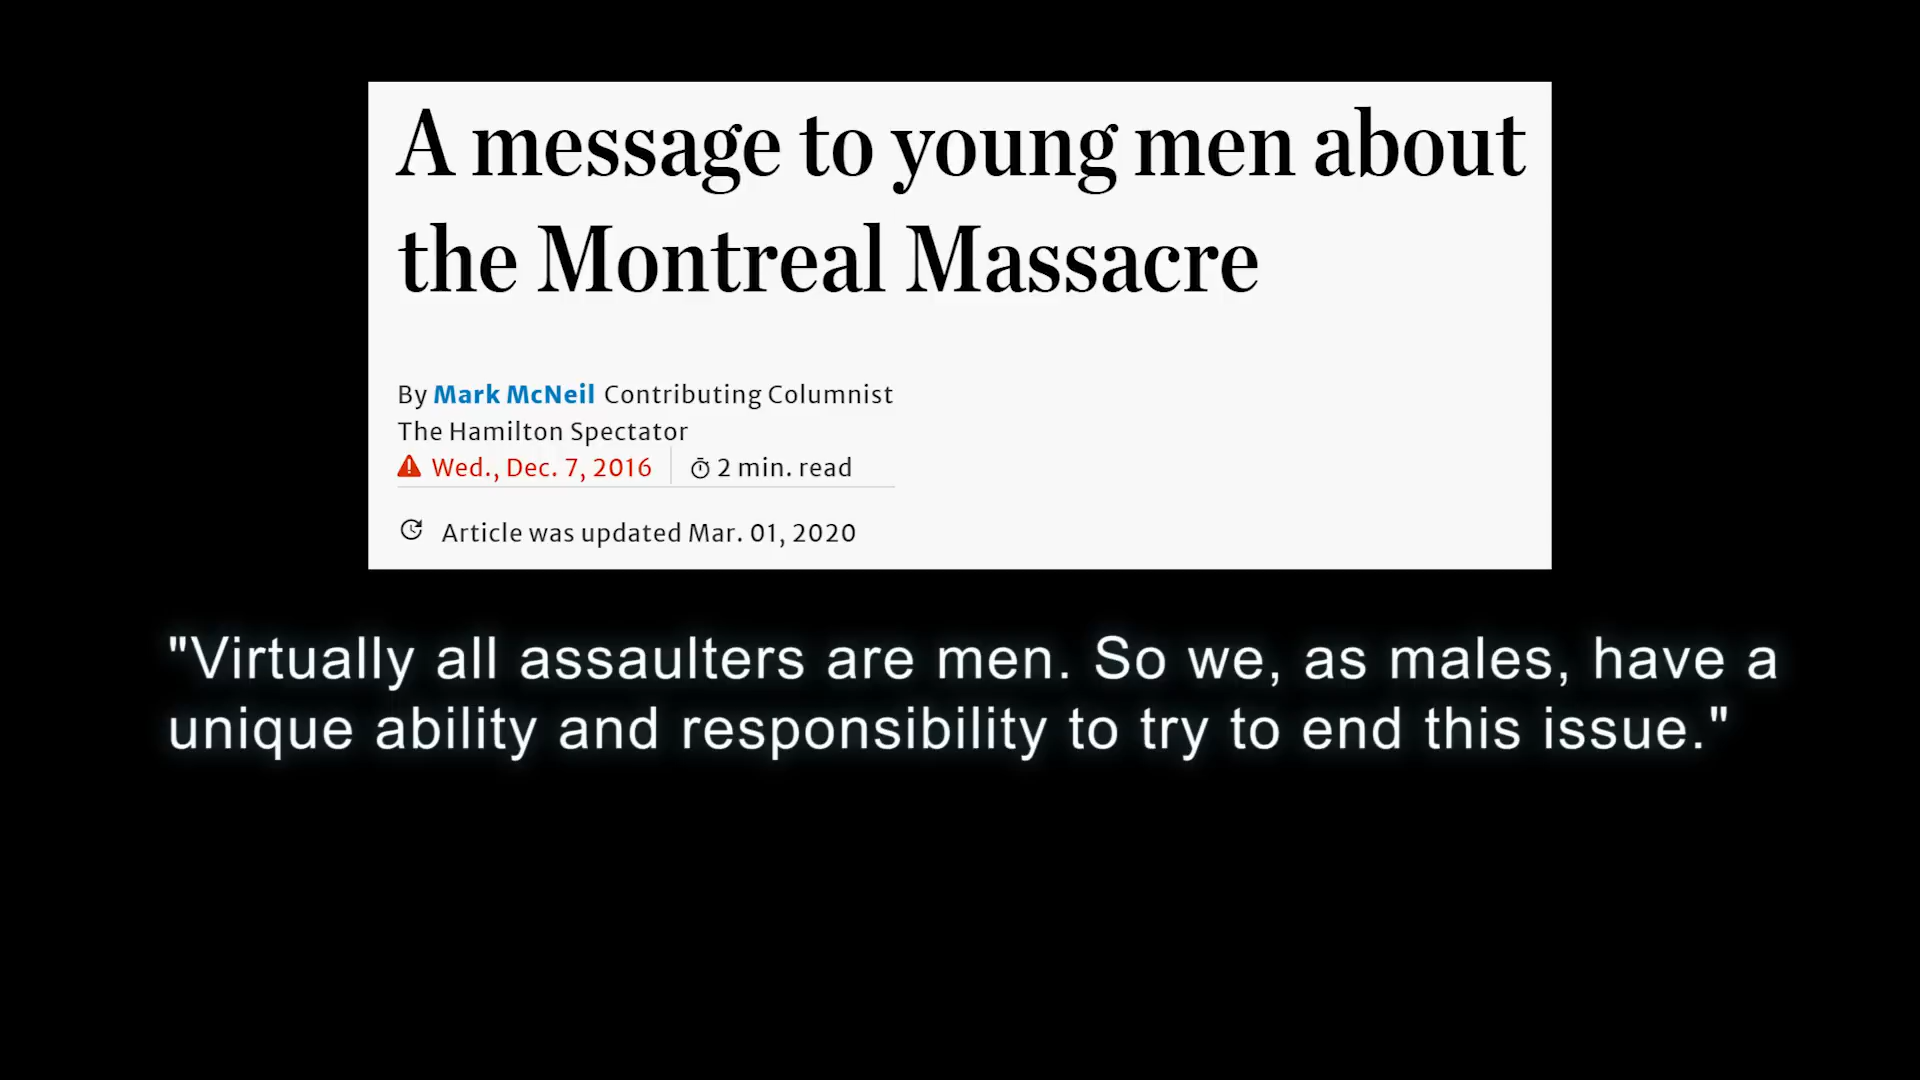 A message to young men about
the Montreal Massacre
By Mark McNeil Contributing Columnist
The Hamilton Spectator
Wed., Dec. 7, 2016 2 min. read
Article was updated Mar. 01, 2020
"Virtually all assaulters are men. So we, as males, have a
unique ability and responsibility to try to end this issue."